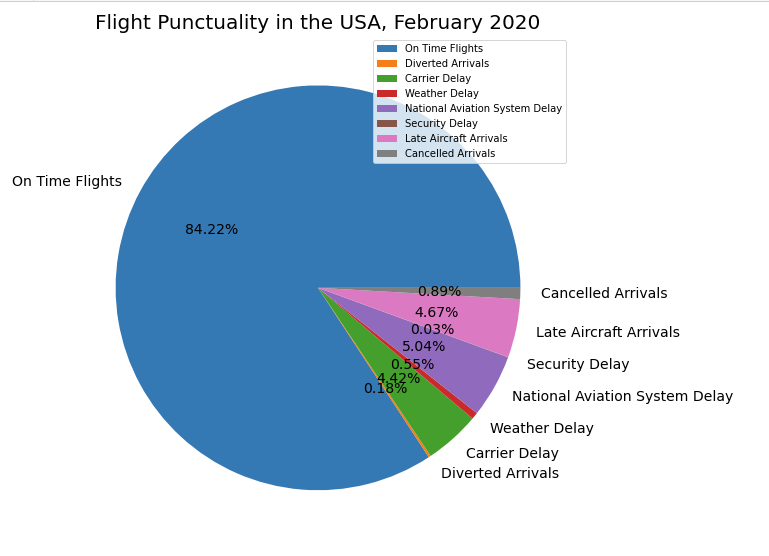 Flight Punctuality in the USA, February 2020
On Time Flights
Diverted Arrivals
Carrier Delay
Weather Delay
National Aviation System Delay
Security Delay
Late Aircraft Arrivals
Cancelled Arrivals
On Time Flights
84.22%
0.89%
Cancelled Arrivals
4.67%
0.03%
Late Aircraft Arrivals
5.04%
Security Delay
0.55%
4.42%
0.18%
National Aviation System Delay
Weather Delay
Carrier Delay
Diverted Arrivals